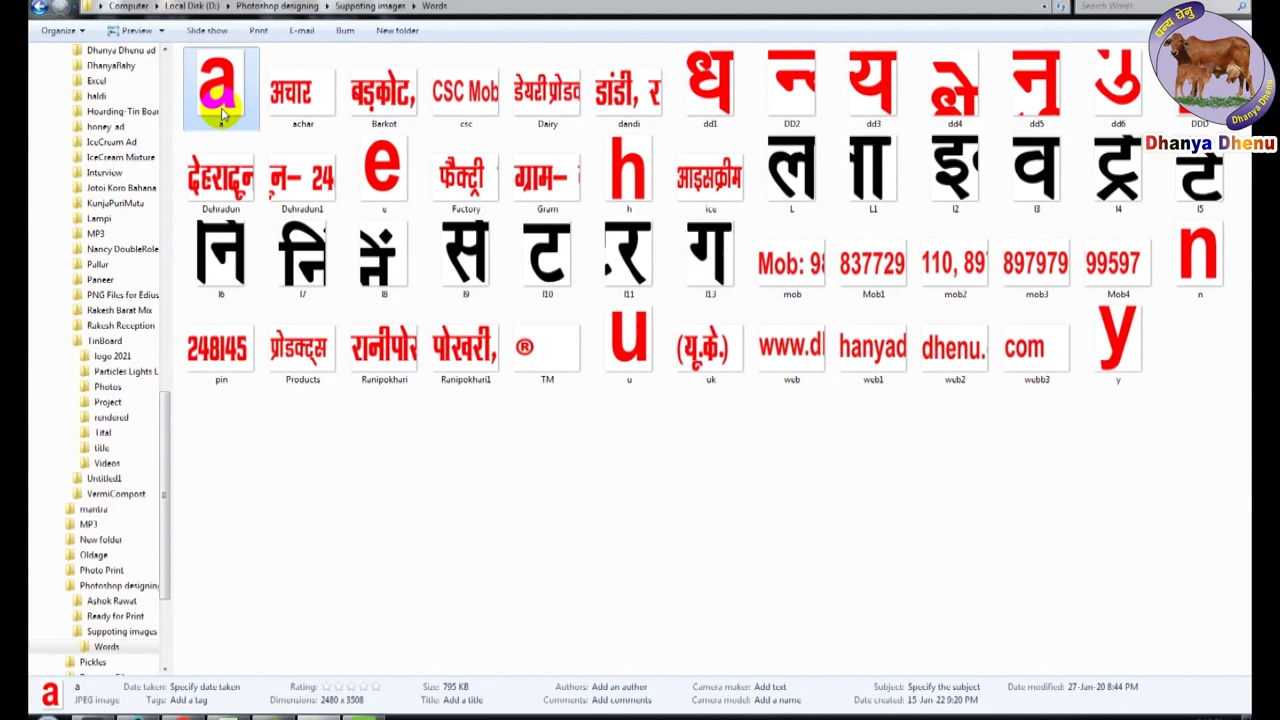 Computer ▸ Local Disk (D:) ▸ Photoshop designing ▸ Suppoting images ▸ Words
Search Words
Organize Preview Slide show Print E-mail Burn New folder
धन्य धेनु
Dhanya Dhenu
Dhanya Dhenu
Dhanya Dhenu ad
DhanyaBahy
Excel
haldi
Hoarding-Tin Boar
honey-ad
IceCream Ad
IceCream Mixture
Interview
Jotoi Koro Bahana
KunjaPuriMata
Lampi
MP3
Nancy DoubleRole
Pallar
Paneer
PNG Files for Edius
Rakesh Barat Mix
Rakesh Reception
TinBoard
logo 2021
Particles Lights L
Photos
Project
rendered
Tital
title
Videos
Untitled1
VermiCompost
mantra
MP3
New folder
Oldage
Photo Print
Photoshop designing
Ashok Rawat
Ready for Print
Suppoting images
Words
Pickles
a अचार बड़कोट, CSC Mob डेयरी प्रोड डांडी, र ध न्‍ य धे नु
a achar Barkot csc Dairy dandi dd1 DD2 dd3 dd4 dd5 dd6 DDD
देहरादून न– 24 e फैक्ट्री ग्राम– h आइसक्रीम ल इ व ट्र
Dehradun Dehradun1 e Factory Gram h ice L L1 l2 l3 l4 l5
नि नि में स ट र ग Mob: 98 837729 110, 89 897979 99597 n
l6 l7 l8 l9 l10 l11 l13 mob Mob1 mob2 mob3 Mob4 n
248145 प्रोडक्ट्स रानीपोर पोखरी, ® u (यू.के.) www.d hanyad dhenu. com y
pin Products Ranipokhari Ranipokhari1 TM u uk web web1 web2 webb3 y
a a Date taken: Specify date taken Rating: Size: 795 KB Authors: Add an author Camera maker: Add text Subject: Specify the subject Date modified: 27-Jan-20 8:44 PM
JPEG image Tags: Add a tag Dimensions: 2480 x 3508 Title: Add a title Comments: Add comments Camera model: Add a name Date created: 15-Jan-22 9:20 PM